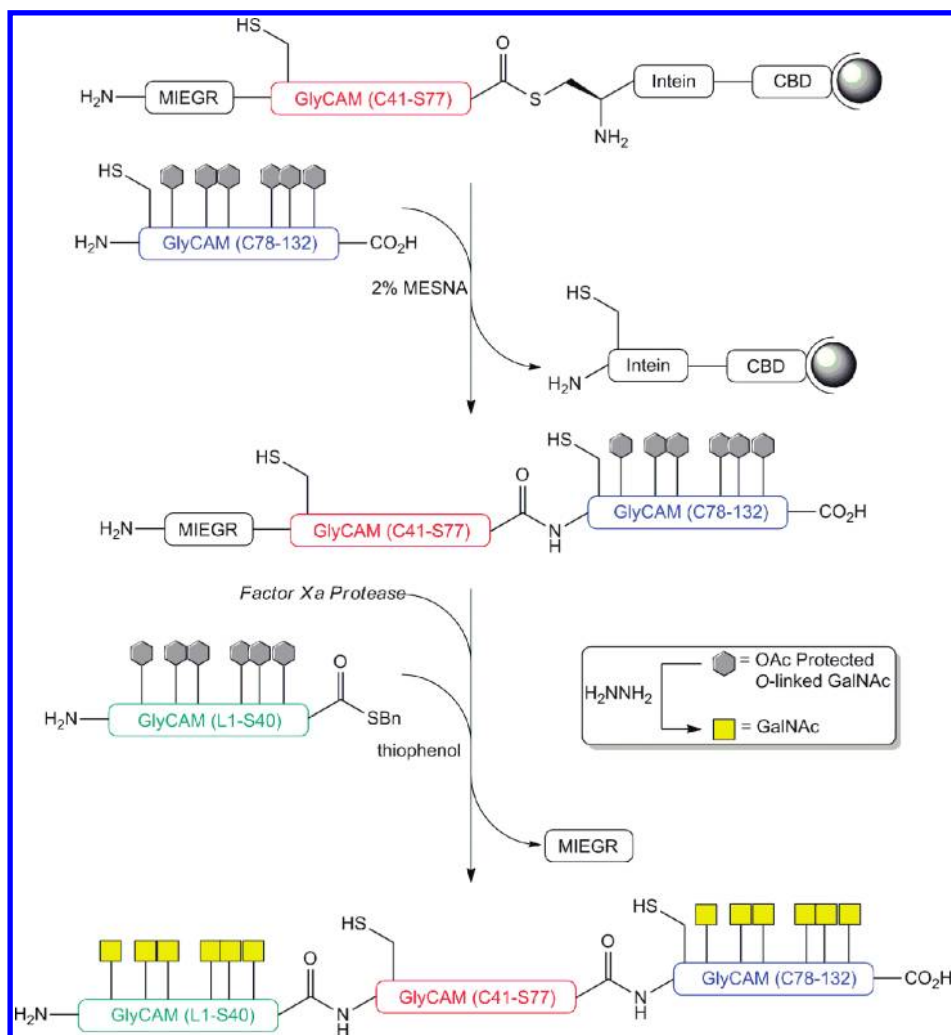 HS
O
H₂N
MIEGR
GlyCAM (C41-S77)
S
Intein
CBD
NH₂
HS
H₂N
GlyCAM (C78-132)
CO₂H
2% MESNA
HS
H₂N
Intein
CBD
HS
O
HS
H₂N
MIEGR
GlyCAM (C41-S77)
N
H
GlyCAM (C78-132)
CO₂H
Factor Xa Protease
O
H₂N
GlyCAM (L1-S40)
SBn
thiophenol
H₂NNH₂
= OAc Protected
O-linked GalNAc
= GalNAc
MIEGR
HS
HS
O
O
H₂N
GlyCAM (L1-S40)
N
H
GlyCAM (C41-S77)
N
H
GlyCAM (C78-132)
CO₂H